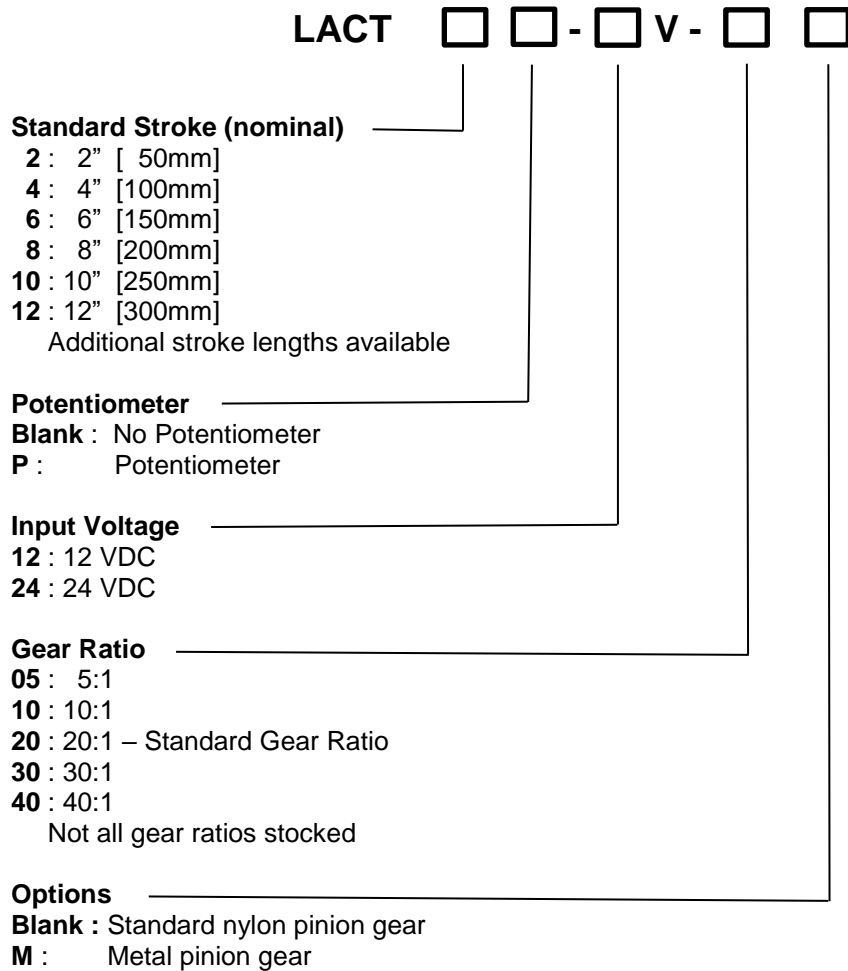 LACT □ □ - □ V - □ □
Standard Stroke (nominal)
2 : 2” [ 50mm]
4 : 4” [100mm]
6 : 6” [150mm]
8 : 8” [200mm]
10 : 10” [250mm]
12 : 12” [300mm]
Additional stroke lengths available
Potentiometer
Blank : No Potentiometer
P : Potentiometer
Input Voltage
12 : 12 VDC
24 : 24 VDC
Gear Ratio
05 : 5:1
10 : 10:1
20 : 20:1 – Standard Gear Ratio
30 : 30:1
40 : 40:1
Not all gear ratios stocked
Options
Blank : Standard nylon pinion gear
M : Metal pinion gear